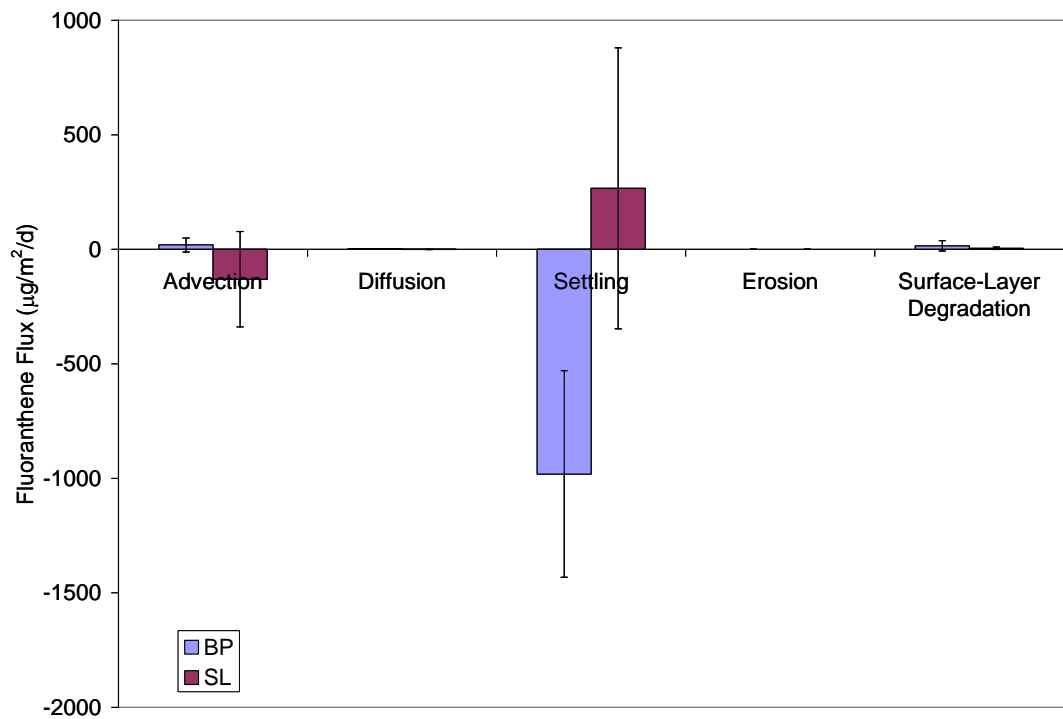 1000
500
0
-500
-1000
-1500
-2000
Fluoranthene Flux (μg/m²/d)
Advection
Diffusion
Settling
Erosion
Surface-Layer
Degradation
BP
SL